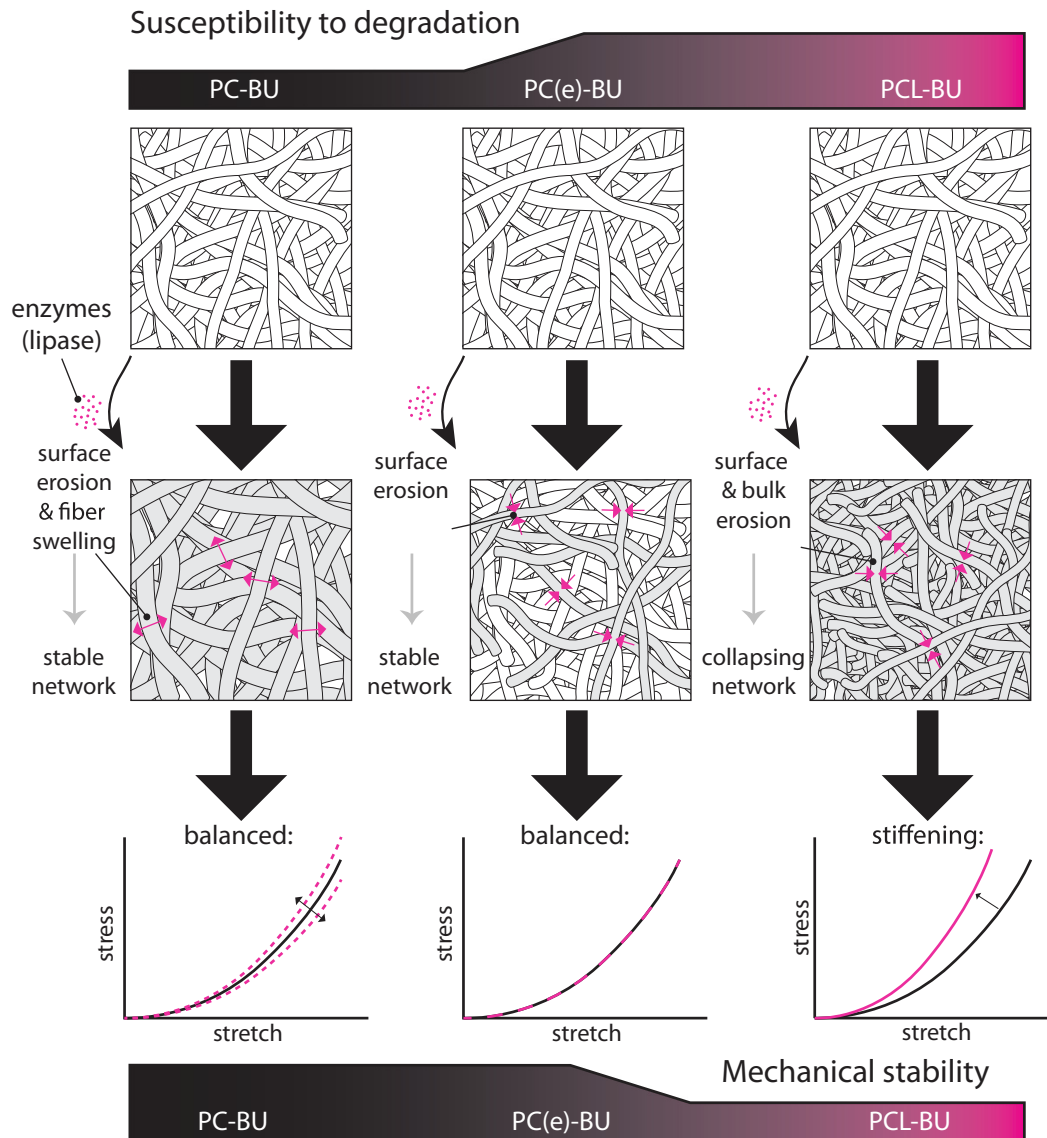 Susceptibility to degradation
PC-BU
PC(e)-BU
PCL-BU
enzymes
(lipase)
surface
erosion
& fiber
swelling
stable
network
surface
erosion
stable
network
surface
& bulk
erosion
collapsing
network
balanced:
stress
stretch
balanced:
stress
stretch
stiffening:
stress
stretch
Mechanical stability
PC-BU
PC(e)-BU
PCL-BU